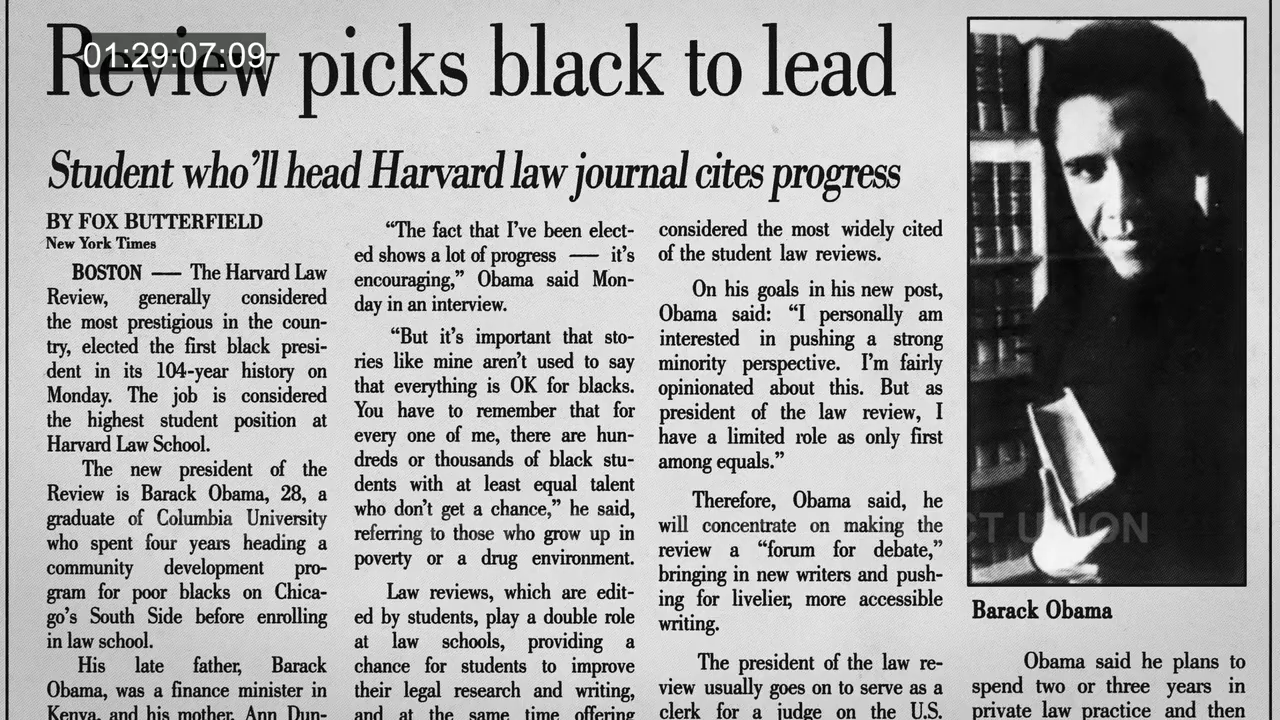 01:29:07:09
Review picks black to lead
Student who'll head Harvard law journal cites progress
BY FOX BUTTERFIELD
New York Times
BOSTON — The Harvard Law
Review, generally considered
the most prestigious in the coun-
try, elected the first black presi-
dent in its 104-year history on
Monday. The job is considered
the highest student position at
Harvard Law School.
The new president of the
Review is Barack Obama, 28, a
graduate of Columbia University
who spent four years heading a
community development pro-
gram for poor blacks on Chica-
go's South Side before enrolling
in law school.
His late father, Barack
Obama, was a finance minister in
Kenya, and his mother, Ann Dun-
"The fact that I've been elect-
ed shows a lot of progress — it's
encouraging," Obama said Mon-
day in an interview.
"But it's important that sto-
ries like mine aren't used to say
that everything is OK for blacks.
You have to remember that for
every one of me, there are hun-
dreds or thousands of black stu-
dents with at least equal talent
who don't get a chance," he said,
referring to those who grow up in
poverty or a drug environment.
Law reviews, which are edit-
ed by students, play a double role
at law schools, providing a
chance for students to improve
their legal research and writing,
and at the same time offering
considered the most widely cited
of the student law reviews.
On his goals in his new post,
Obama said: "I personally am
interested in pushing a strong
minority perspective. I'm fairly
opinionated about this. But as
president of the law review, I
have a limited role as only first
among equals."
Therefore, Obama said, he
will concentrate on making the
review a "forum for debate,"
bringing in new writers and push-
ing for livelier, more accessible
writing.
The president of the law re-
view usually goes on to serve as a
clerk for a judge on the U.S.
CT UNION
Barack Obama
Obama said he plans to
spend two or three years in
private law practice and then